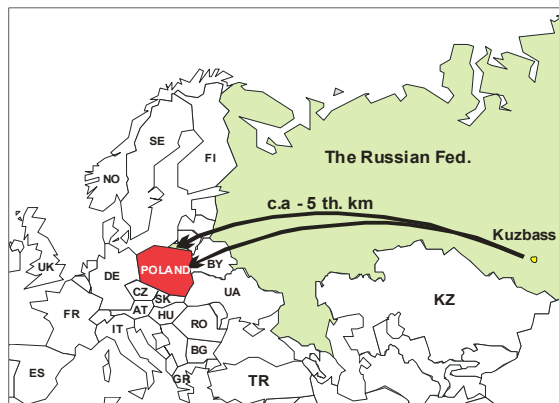 SE
FI
The Russian Fed.
NO
c.a - 5 th. km
Kuzbass
UK
DE
POLAND
BY
CZ
SK
UA
KZ
FR
AT
HU
IT
RO
BG
ES
GR
TR